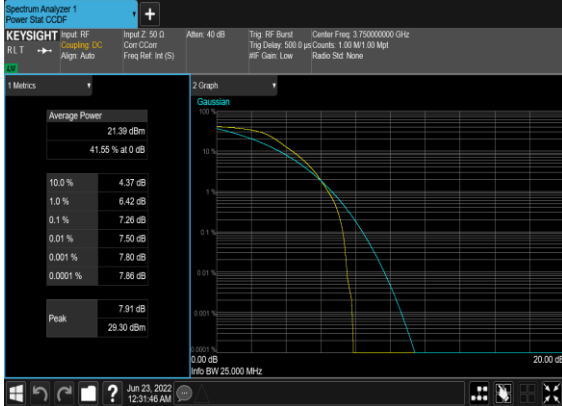 Spectrum Analyzer 1
Power Stat CCDF
KEYSIGHT
RLT
LXI
Input: RF
Coupling: DC
Align: Auto
Input Z: 50 Ω
Corr CCorr
Freq Ref: Int (S)
Atten: 40 dB
Trig: RF Burst
Trig Delay: 500.0 µs
#IF Gain: Low
Center Freq: 3.750000000 GHz
Counts: 1.00 M/1.00 Mpt
Radio Std: None
1 Metrics
Average Power
21.39 dBm
41.55 % at 0 dB
10.0 % 4.37 dB
1.0 % 6.42 dB
0.1 % 7.26 dB
0.01 % 7.50 dB
0.001 % 7.80 dB
0.0001 % 7.86 dB
Peak
7.91 dB
29.30 dBm
2 Graph
Gaussian
100 %
10 %
1 %
0.1 %
0.01 %
0.001 %
0.0001 %
0.00 dB
20.00 dB
Info BW 25.000 MHz
?
Jun 23, 2022
12:31:46 AM